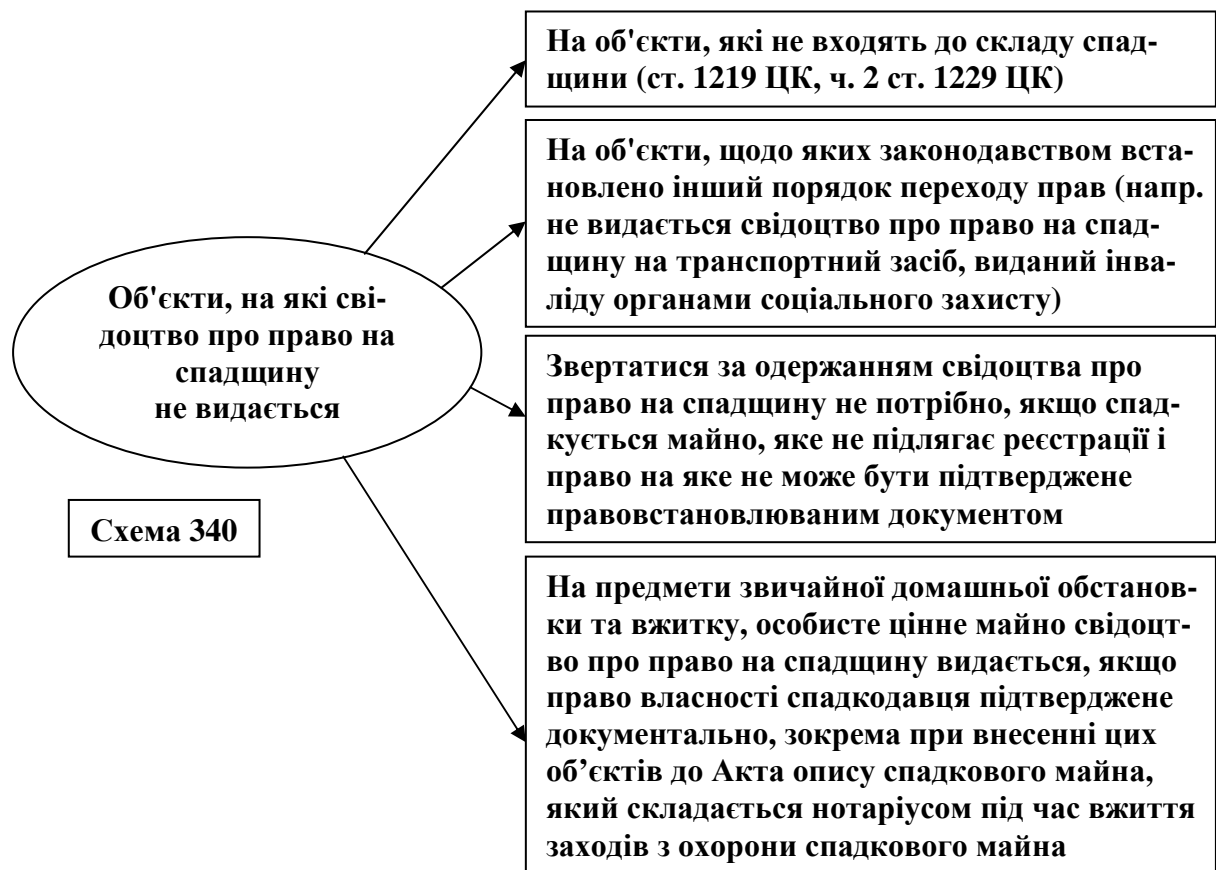 На об'єкти, які не входять до складу спад-
щини (ст. 1219 ЦК, ч. 2 ст. 1229 ЦК)
На об'єкти, щодо яких законодавством вста-
новлено інший порядок переходу прав (напр.
не видається свідоцтво про право на спад-
щину на транспортний засіб, виданий інва-
ліду органами соціального захисту)
Об'єкти, на які сві-
доцтво про право на
спадщину
не видається
Звертатися за одержанням свідоцтва про
право на спадщину не потрібно, якщо спад-
кується майно, яке не підлягає реєстрації і
право на яке не може бути підтверджене
правовстановлюваним документом
Схема 340
На предмети звичайної домашньої обстанов-
ки та вжитку, особисте цінне майно свідоцт-
во про право на спадщину видається, якщо
право власності спадкодавця підтверджене
документально, зокрема при внесенні цих
об’єктів до Акта опису спадкового майна,
який складається нотаріусом під час вжиття
заходів з охорони спадкового майна